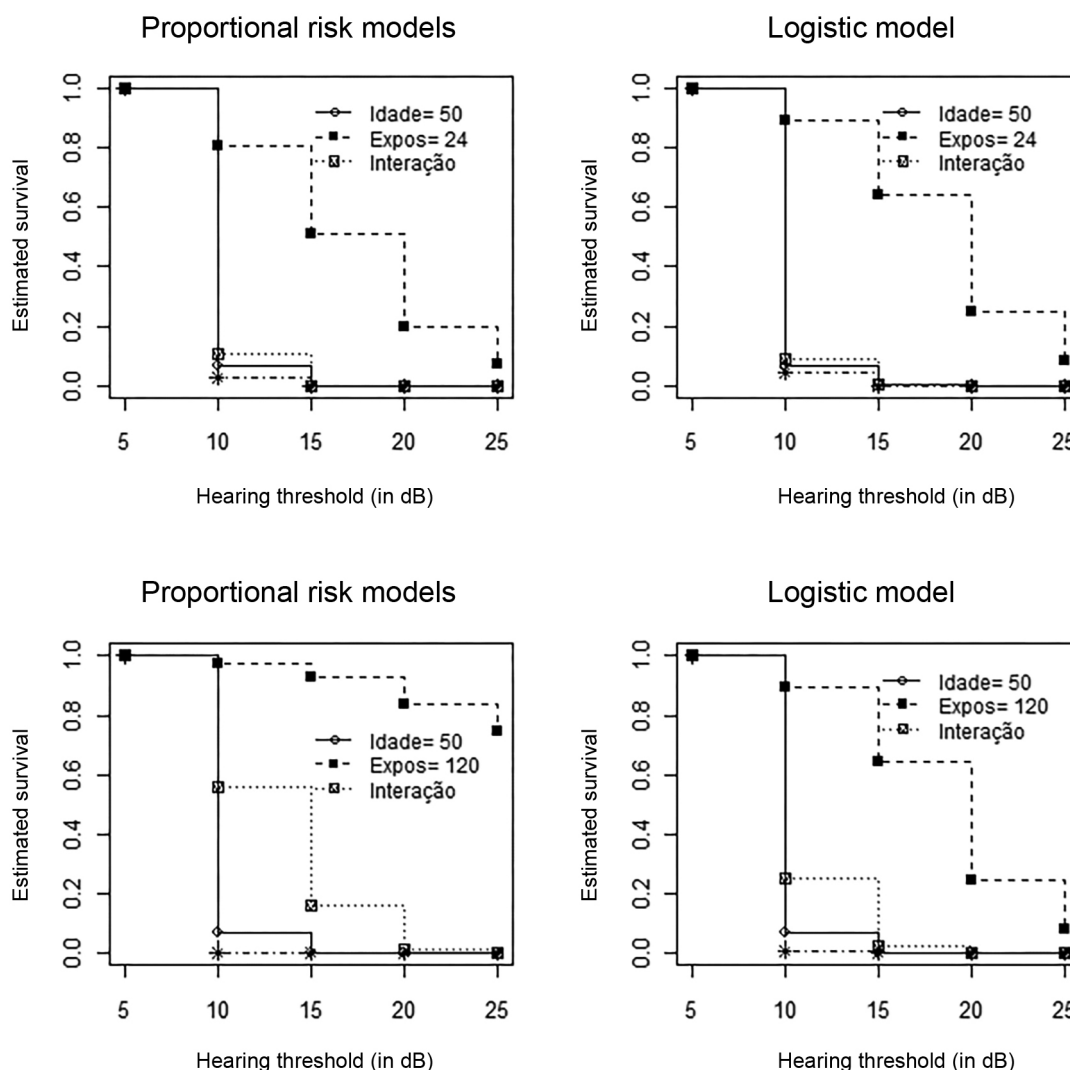 Proportional risk models
Estimated survival
1.0
0.8
0.6
0.4
0.2
0.0
Idade= 50
Expos= 24
Interação
5 10 15 20 25
Hearing threshold (in dB)
Logistic model
Estimated survival
1.0
0.8
0.6
0.4
0.2
0.0
Idade= 50
Expos= 24
Interação
5 10 15 20 25
Hearing threshold (in dB)
Proportional risk models
Estimated survival
1.0
0.8
0.6
0.4
0.2
0.0
Idade= 50
Expos= 120
Interação
5 10 15 20 25
Hearing threshold (in dB)
Logistic model
Estimated survival
1.0
0.8
0.6
0.4
0.2
0.0
Idade= 50
Expos= 120
Interação
5 10 15 20 25
Hearing threshold (in dB)